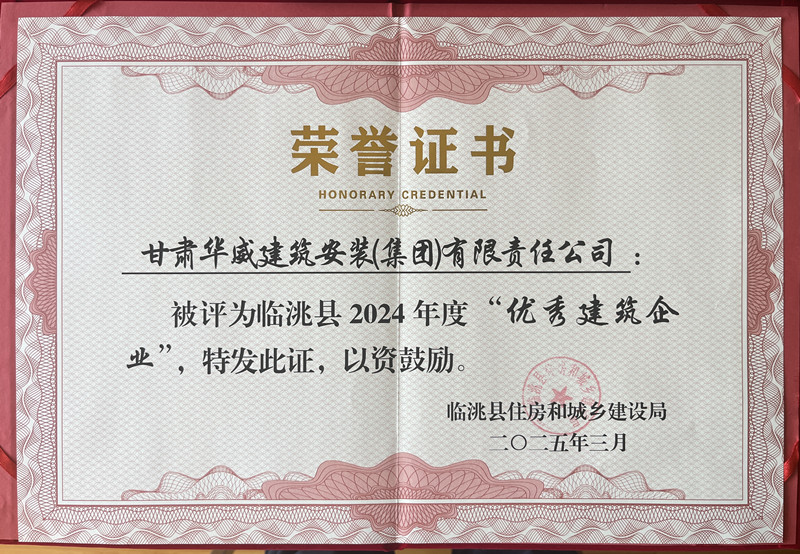 荣誉证书
HONORARY CREDENTIAL
甘肃华威建筑安装(集团)有限责任公司：
被评为临洮县2024年度“优秀建筑企
业”，特发此证，以资鼓励。
临洮县住房和城乡建设局
二〇二五年三月